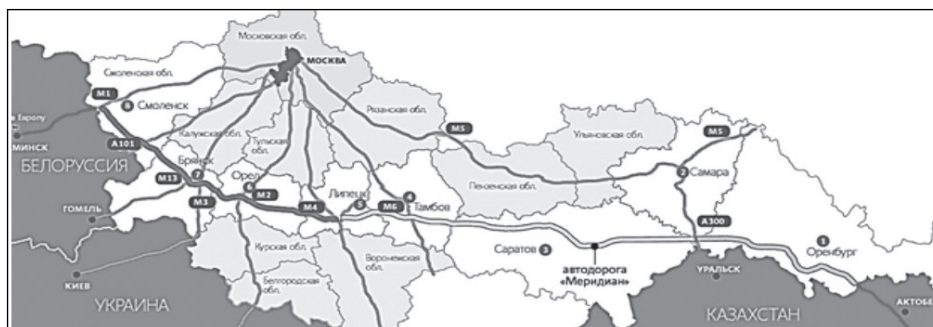 Московская обл.
МОСКВА
Смоленская обл.
M1
8 Смоленск
Европу
МИНСК
БЕЛОРУССИЯ
A101
Калужская обл.
Тульская
обл.
Рязанская обл.
M5
Ульяновская обл.
M5
Пензенская обл.
2
Самара
Брянск
7
M13
M3
Орел
6
M2
M4
Липецк
5
M6
4
Тамбов
ГОМЕЛЬ
Курская обл.
Воронежская
обл.
Белгородская
обл.
КИЕВ
УКРАИНА
Саратов 3
автодорога
«Меридиан»
A300
УРАЛЬСК
1
Оренбург
КАЗАХСТАН
АКТОБЕ